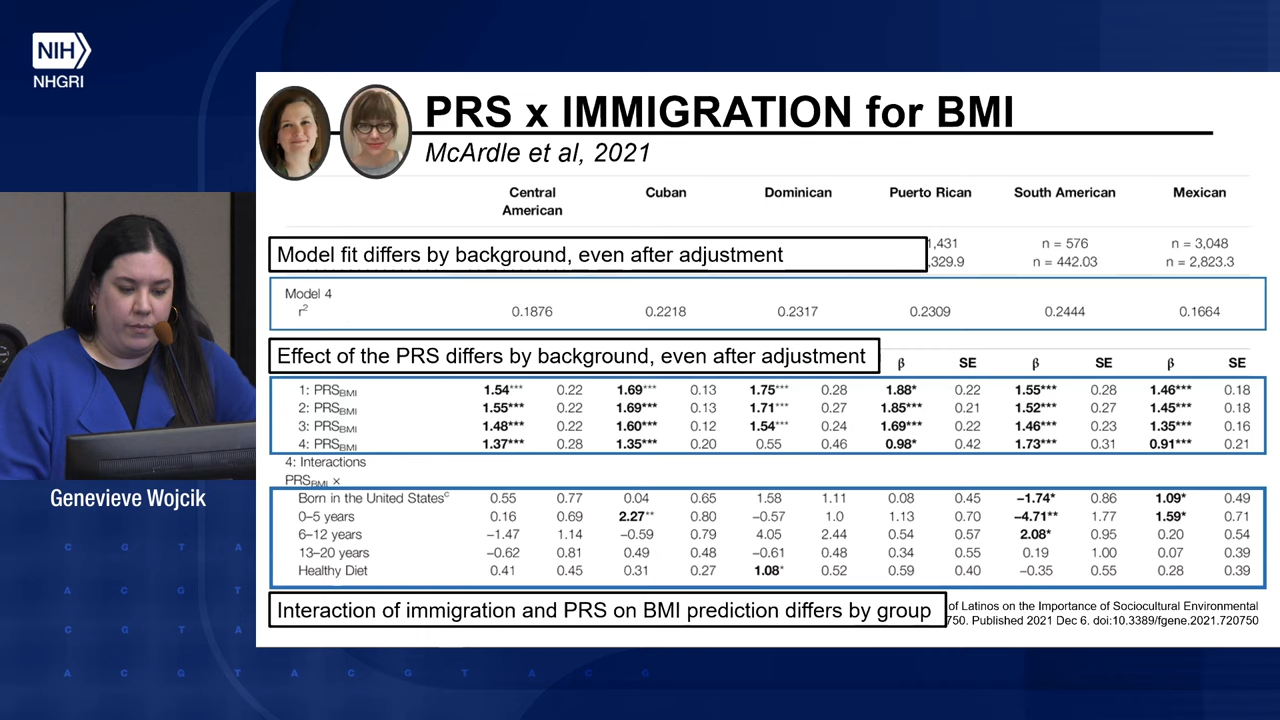 NIH
NHGRI
PRS x IMMIGRATION for BMI
McArdle et al, 2021
Central American Cuban Dominican Puerto Rican South American Mexican
Model fit differs by background, even after adjustment
1,431 n = 576 n = 3,048
329.9 n = 442.03 n = 2,823.3
Model 4
r² 0.1876 0.2218 0.2317 0.2309 0.2444 0.1664
Effect of the PRS differs by background, even after adjustment
β SE β SE β SE
1: PRSBMI 1.54*** 0.22 1.69*** 0.13 1.75*** 0.28 1.88* 0.22 1.55*** 0.28 1.46*** 0.18
2: PRSBMI 1.55*** 0.22 1.69*** 0.13 1.71*** 0.27 1.85*** 0.21 1.52*** 0.27 1.45*** 0.18
3: PRSBMI 1.48*** 0.22 1.60*** 0.12 1.54*** 0.24 1.69*** 0.22 1.46*** 0.23 1.35*** 0.16
4: PRSBMI 1.37*** 0.28 1.35*** 0.20 0.55 0.46 0.98* 0.42 1.73*** 0.31 0.91*** 0.21
4: Interactions
PRSBMI ×
Born in the United Statesᶜ 0.55 0.77 0.04 0.65 1.58 1.11 0.08 0.45 −1.74* 0.86 1.09* 0.49
0–5 years 0.16 0.69 2.27** 0.80 −0.57 1.0 1.13 0.70 −4.71** 1.77 1.59* 0.71
6–12 years −1.47 1.14 −0.59 0.79 4.05 2.44 0.54 0.57 2.08* 0.95 0.20 0.54
13–20 years −0.62 0.81 0.49 0.48 −0.61 0.48 0.34 0.55 0.19 1.00 0.07 0.39
Healthy Diet 0.41 0.45 0.31 0.27 1.08* 0.52 0.59 0.40 −0.35 0.55 0.28 0.39
Interaction of immigration and PRS on BMI prediction differs by group
of Latinos on the Importance of Sociocultural Environmental
750. Published 2021 Dec 6. doi:10.3389/fgene.2021.720750
Genevieve Wojcik
C G T A
A C G T
C G T A
A C G T A C G T A C G